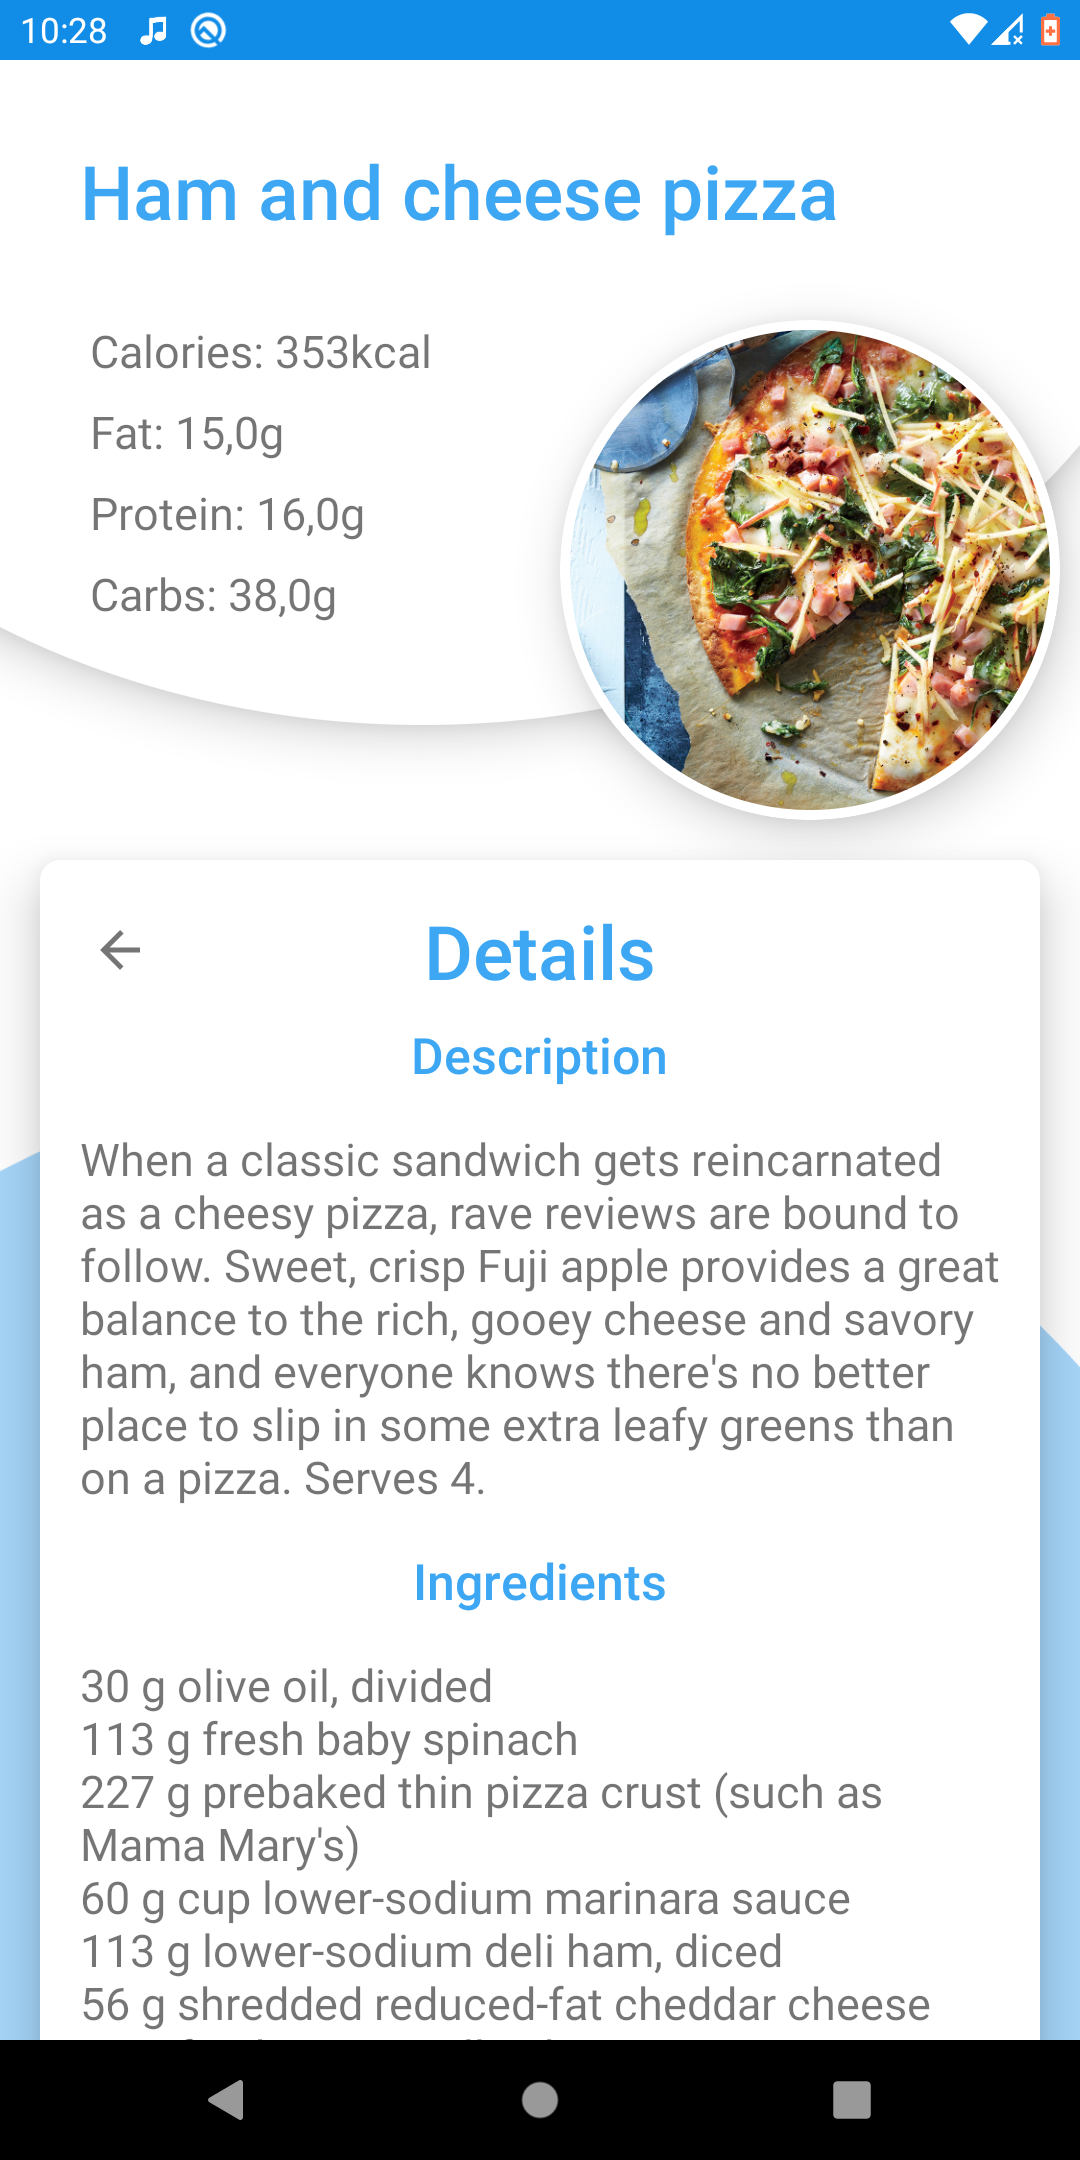 10:28
Ham and cheese pizza
Calories: 353kcal
Fat: 15,0g
Protein: 16,0g
Carbs: 38,0g
Details
Description
When a classic sandwich gets reincarnated
as a cheesy pizza, rave reviews are bound to
follow. Sweet, crisp Fuji apple provides a great
balance to the rich, gooey cheese and savory
ham, and everyone knows there's no better
place to slip in some extra leafy greens than
on a pizza. Serves 4.
Ingredients
30 g olive oil, divided
113 g fresh baby spinach
227 g prebaked thin pizza crust (such as
Mama Mary's)
60 g cup lower-sodium marinara sauce
113 g lower-sodium deli ham, diced
56 g shredded reduced-fat cheddar cheese